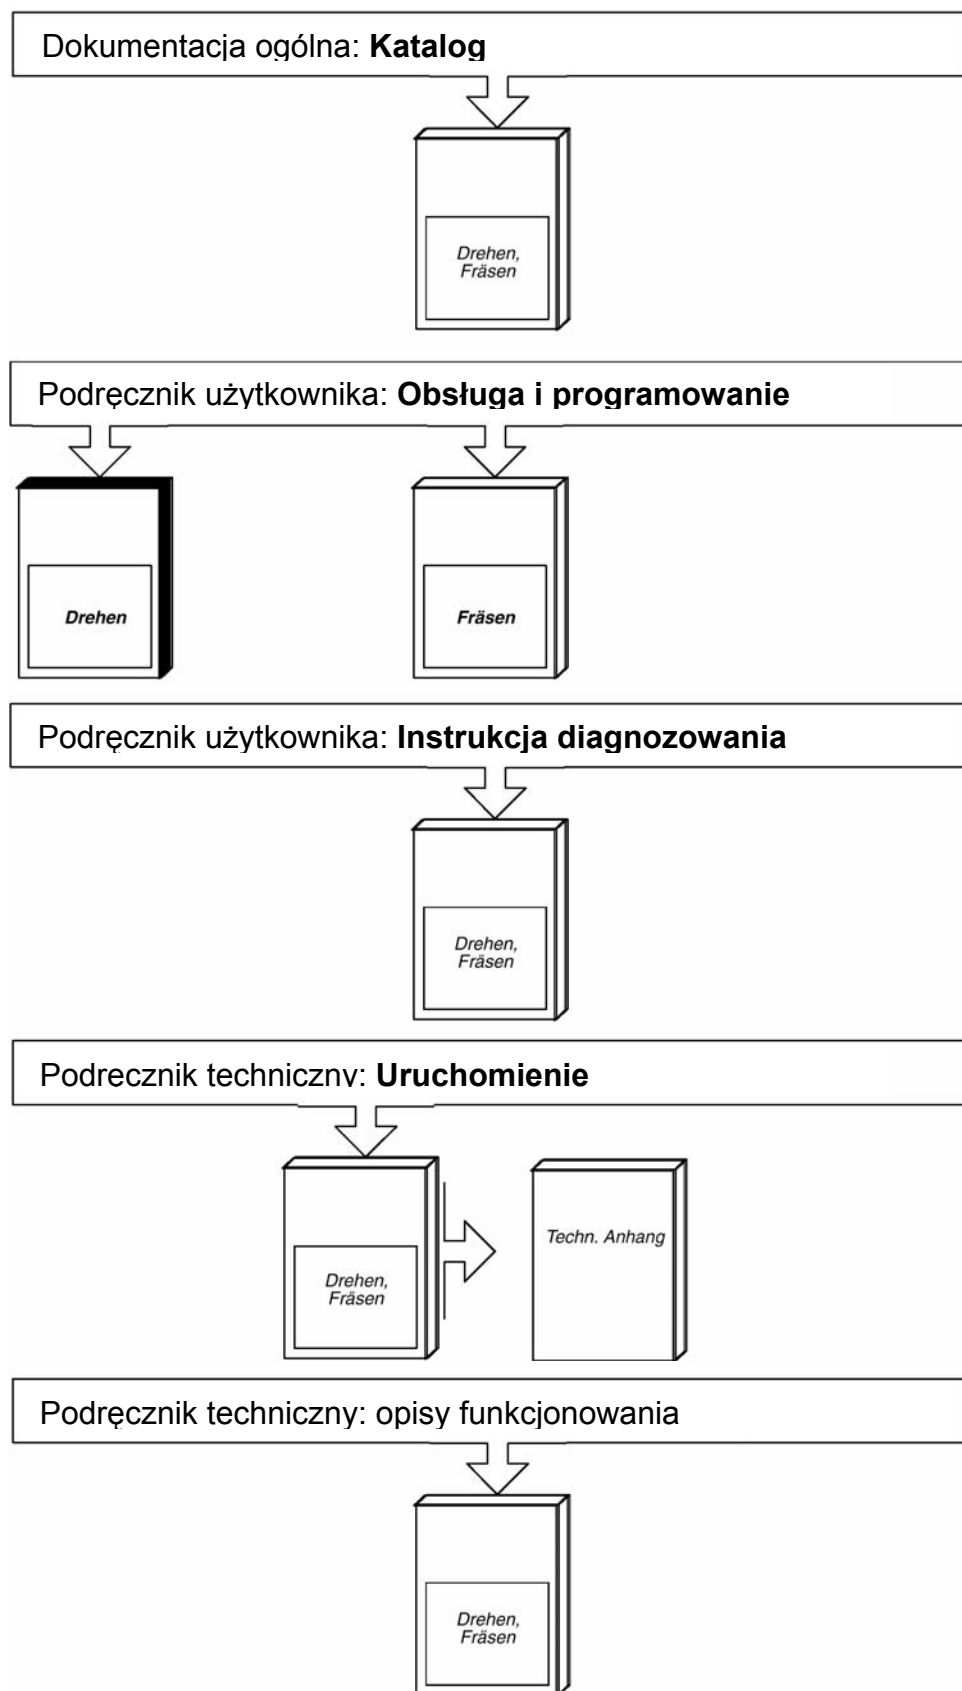 Dokumentacja ogólna: Katalog
Drehen,
Fräsen
Podręcznik użytkownika: Obsługa i programowanie
Drehen
Fräsen
Podręcznik użytkownika: Instrukcja diagnozowania
Drehen,
Fräsen
Podręcznik techniczny: Uruchomienie
Drehen,
Fräsen
Techn. Anhang
Podręcznik techniczny: opisy funkcjonowania
Drehen,
Fräsen